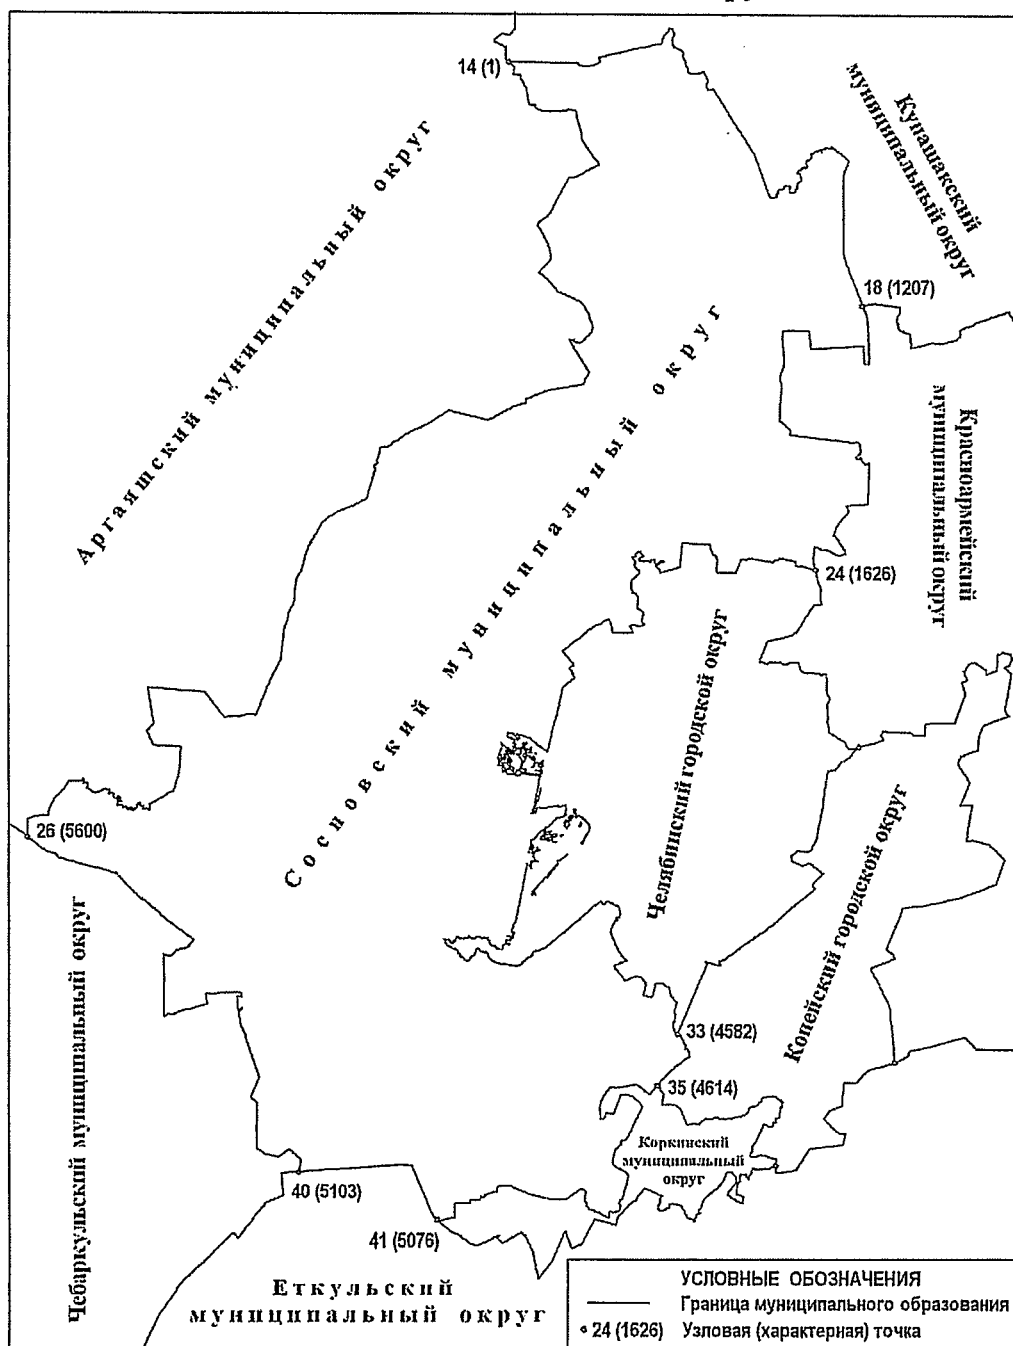 14 (1)
Кунашакский
муниципальный округ
Аргаяшский муниципальный округ
18 (1207)
Сосновский муниципальный округ
Красноармейский
муниципальный округ
24 (1626)
Челябинский городской округ
26 (5600)
Копейский городской округ
Чебаркульский муниципальный округ
33 (4582)
35 (4614)
Коркинский
муниципальный
округ
40 (5103)
41 (5076)
Еткульский
муниципальный округ
УСЛОВНЫЕ ОБОЗНАЧЕНИЯ
Граница муниципального образования
24 (1626) Узловая (характерная) точка